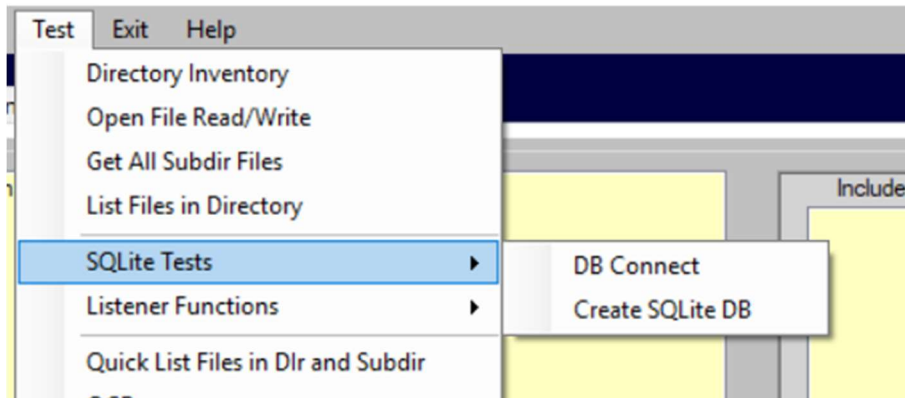 Test Exit Help
Directory Inventory
Open File Read/Write
Get All Subdir Files
List Files in Directory
Include
SQLite Tests
DB Connect
Listener Functions
Create SQLite DB
Quick List Files in DIr and Subdir